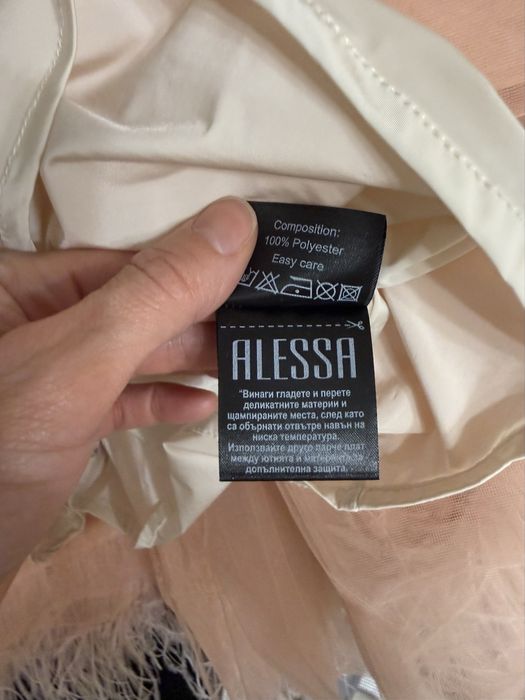 Composition:
100% Polyester
Easy care
ALESSA
"Винаги гладете и перете
деликатните материи и
щампираните места, след като
са обърнати отвътре навън на
ниска температура.
Използвайте друго парче плат
между ютията и материята за
допълнителна защита.